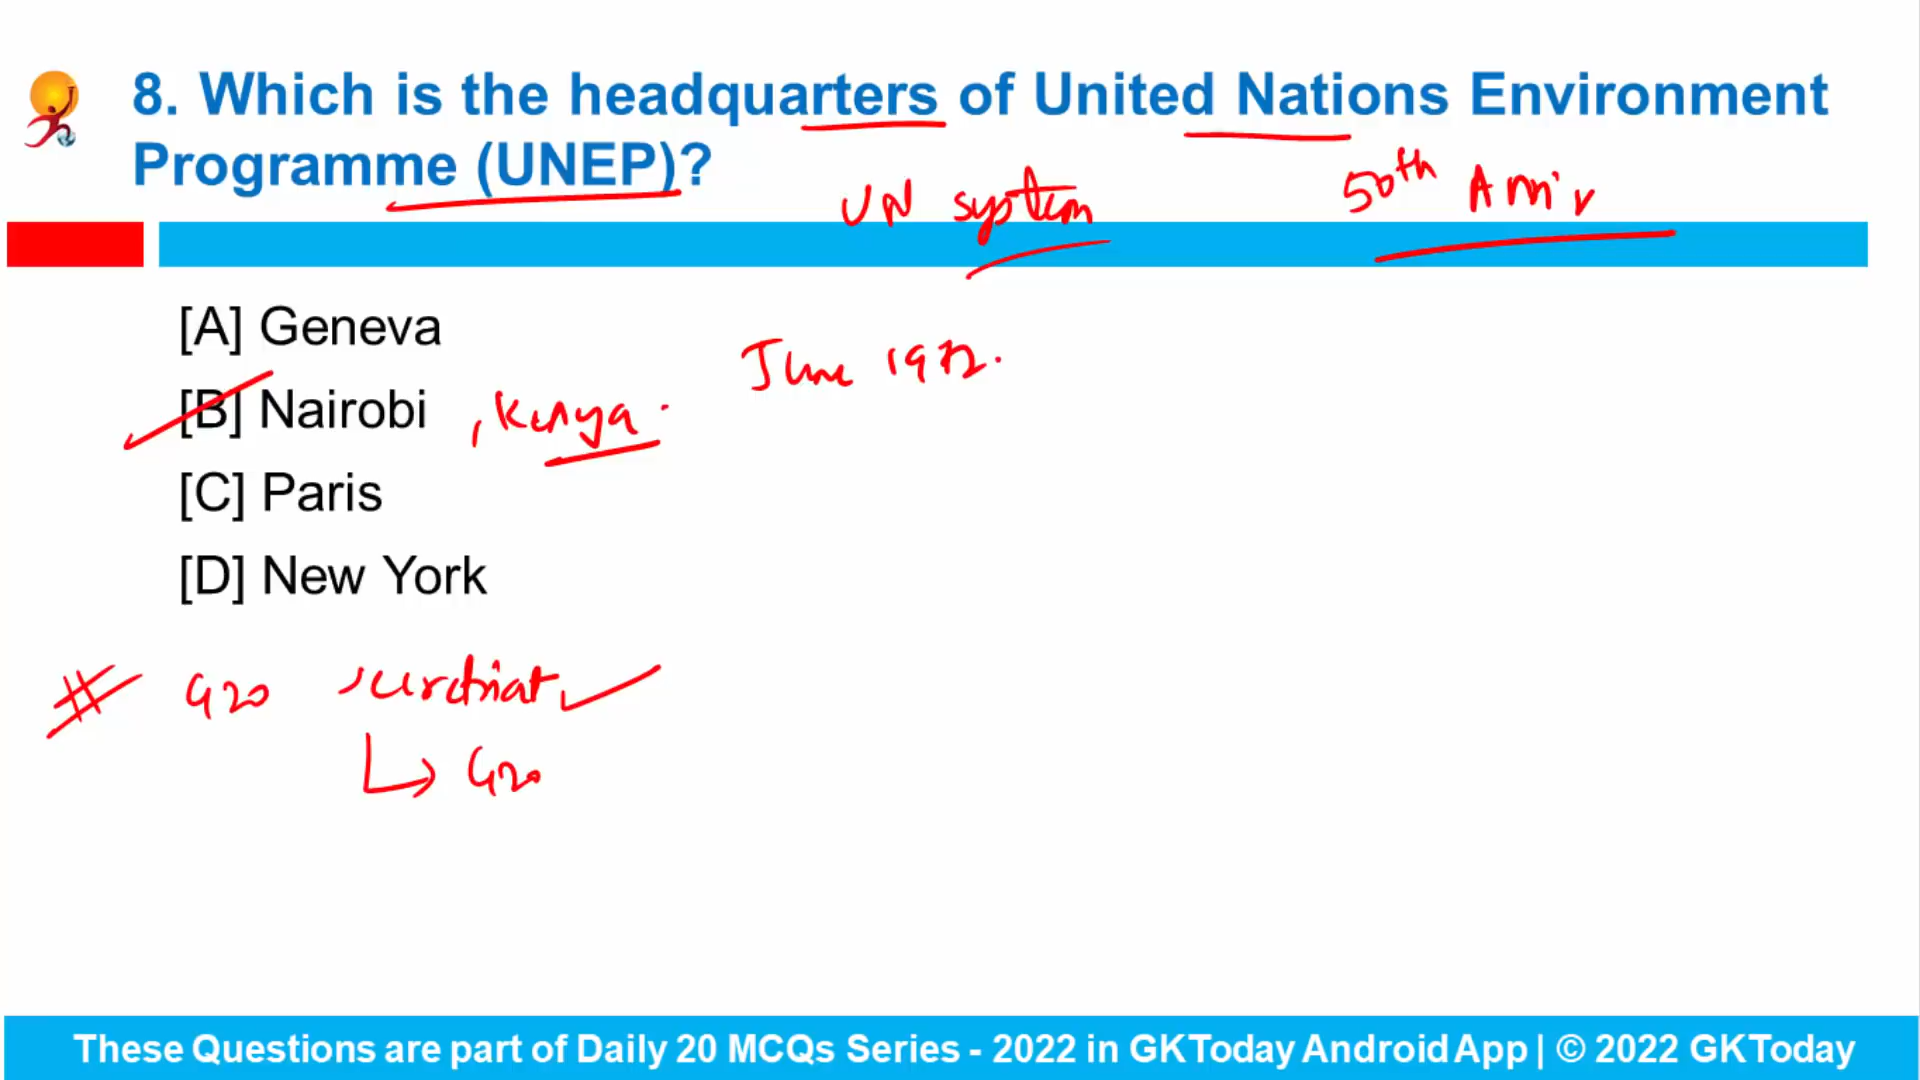 8. Which is the headquarters of United Nations Environment
Programme (UNEP)?
50th Anniv
UN system
[A] Geneva
June 1972.
[B] Nairobi , Kenya.
[C] Paris
[D] New York
# G20
G20
These Questions are part of Daily 20 MCQs Series - 2022 in GKToday Android App | © 2022 GKToday